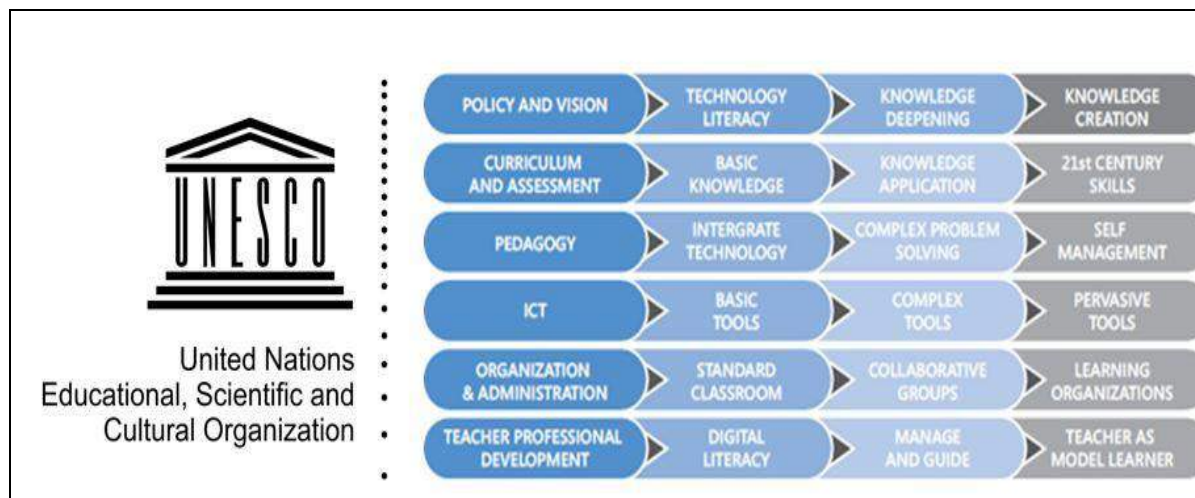 UNESCO
United Nations
Educational, Scientific and
Cultural Organization
POLICY AND VISION
TECHNOLOGY
LITERACY
KNOWLEDGE
DEEPENING
KNOWLEDGE
CREATION
CURRICULUM
AND ASSESSMENT
BASIC
KNOWLEDGE
KNOWLEDGE
APPLICATION
21st CENTURY
SKILLS
PEDAGOGY
INTERGRATE
TECHNOLOGY
COMPLEX PROBLEM
SOLVING
SELF
MANAGEMENT
ICT
BASIC
TOOLS
COMPLEX
TOOLS
PERVASIVE
TOOLS
ORGANIZATION
& ADMINISTRATION
STANDARD
CLASSROOM
COLLABORATIVE
GROUPS
LEARNING
ORGANIZATIONS
TEACHER PROFESSIONAL
DEVELOPMENT
DIGITAL
LITERACY
MANAGE
AND GUIDE
TEACHER AS
MODEL LEARNER